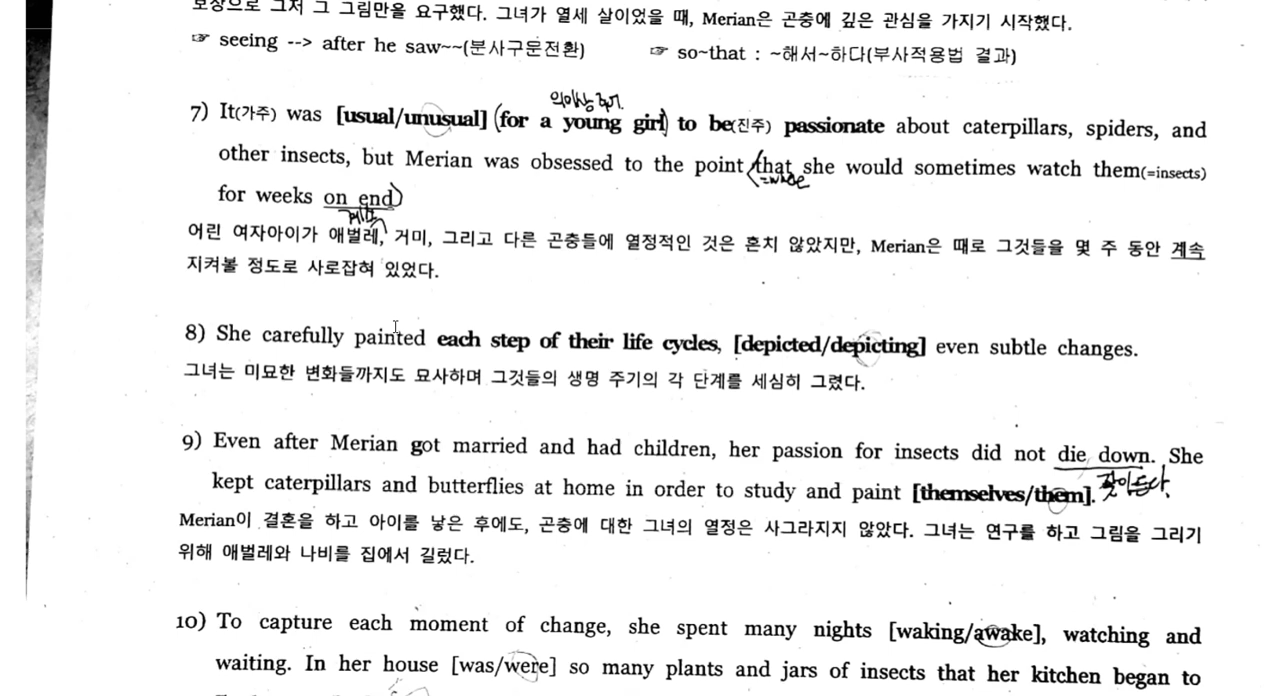 보상으로 그저 그 그림만을 요구했다. 그녀가 열세 살이었을 때, Merian은 곤충에 깊은 관심을 가지기 시작했다.
☞ seeing --> after he saw~~(분사구문전환) ☞ so~that : ~해서~하다(부사적용법 결과)
의미상 주어
7) It(가주) was [usual/unusual] (for a young girl) to be(진주) passionate about caterpillars, spiders, and
other insects, but Merian was obsessed to the point (that she would sometimes watch them(=insects)
for weeks on end)
어린 여자아이가 애벌레, 거미, 그리고 다른 곤충들에 열정적인 것은 혼치 않았지만, Merian은 때로 그것들을 몇 주 동안 계속
지켜볼 정도로 사로잡혀 있었다.
8) She carefully painted each step of their life cycles, [depicted/depicting] even subtle changes.
그녀는 미묘한 변화들까지도 묘사하며 그것들의 생명 주기의 각 단계를 세심히 그렸다.
9) Even after Merian got married and had children, her passion for insects did not die down. She
kept caterpillars and butterflies at home in order to study and paint [themselves/them].
Merian이 결혼을 하고 아이를 낳은 후에도, 곤충에 대한 그녀의 열정은 사그라지지 않았다. 그녀는 연구를 하고 그림을 그리기
위해 애벌레와 나비를 집에서 길렀다.
10) To capture each moment of change, she spent many nights [waking/awake], watching and
waiting. In her house [was/were] so many plants and jars of insects that her kitchen began to